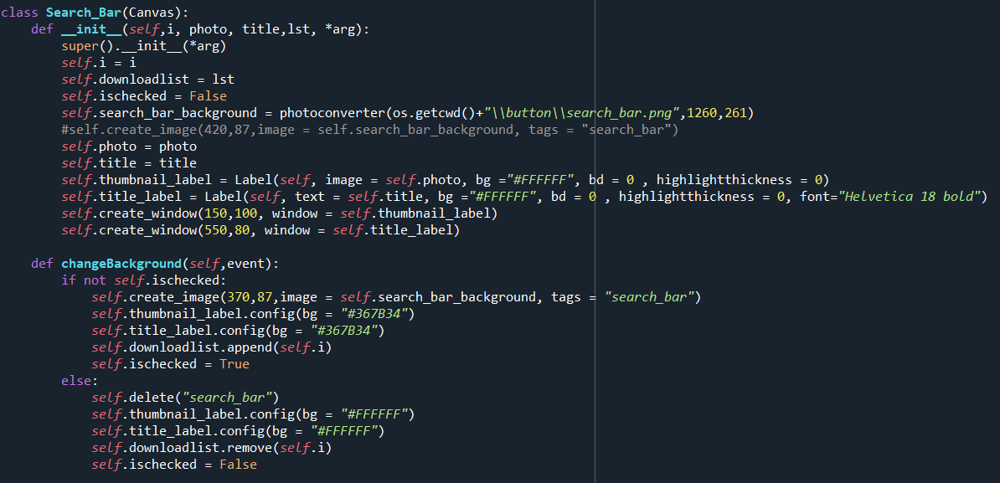 class Search_Bar(Canvas):
    def __init__(self,i, photo, title,lst, *arg):
        super().__init__(*arg)
        self.i = i
        self.downloadlist = lst
        self.ischecked = False
        self.search_bar_background = photoconverter(os.getcwd()+"\\button\\search_bar.png",1260,261)
        #self.create_image(420,87,image = self.search_bar_background, tags = "search_bar")
        self.photo = photo
        self.title = title
        self.thumbnail_label = Label(self, image = self.photo, bg ="#FFFFFF", bd = 0 , highlightthickness = 0)
        self.title_label = Label(self, text = self.title, bg ="#FFFFFF", bd = 0 , highlightthickness = 0, font="Helvetica 18 bold")
        self.create_window(150,100, window = self.thumbnail_label)
        self.create_window(550,80, window = self.title_label)

    def changeBackground(self,event):
        if not self.ischecked:
            self.create_image(370,87,image = self.search_bar_background, tags = "search_bar")
            self.thumbnail_label.config(bg = "#367B34")
            self.title_label.config(bg = "#367B34")
            self.downloadlist.append(self.i)
            self.ischecked = True
        else:
            self.delete("search_bar")
            self.thumbnail_label.config(bg = "#FFFFFF")
            self.title_label.config(bg = "#FFFFFF")
            self.downloadlist.remove(self.i)
            self.ischecked = False